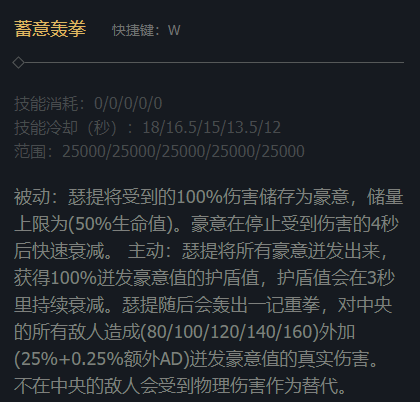 蓄意轰拳 快捷键：W
技能消耗：0/0/0/0/0
技能冷却（秒）：18/16.5/15/13.5/12
范围：25000/25000/25000/25000/25000
被动：瑟提将受到的100%伤害储存为豪意，储量
上限为(50%生命值)。豪意在停止受到伤害的4秒
后快速衰减。 主动：瑟提将所有豪意迸发出来，
获得100%迸发豪意值的护盾值，护盾值会在3秒
里持续衰减。瑟提随后会轰出一记重拳，对中央
的所有敌人造成(80/100/120/140/160)外加
(25%+0.25%额外AD)迸发豪意值的真实伤害。
不在中央的敌人会受到物理伤害作为替代。